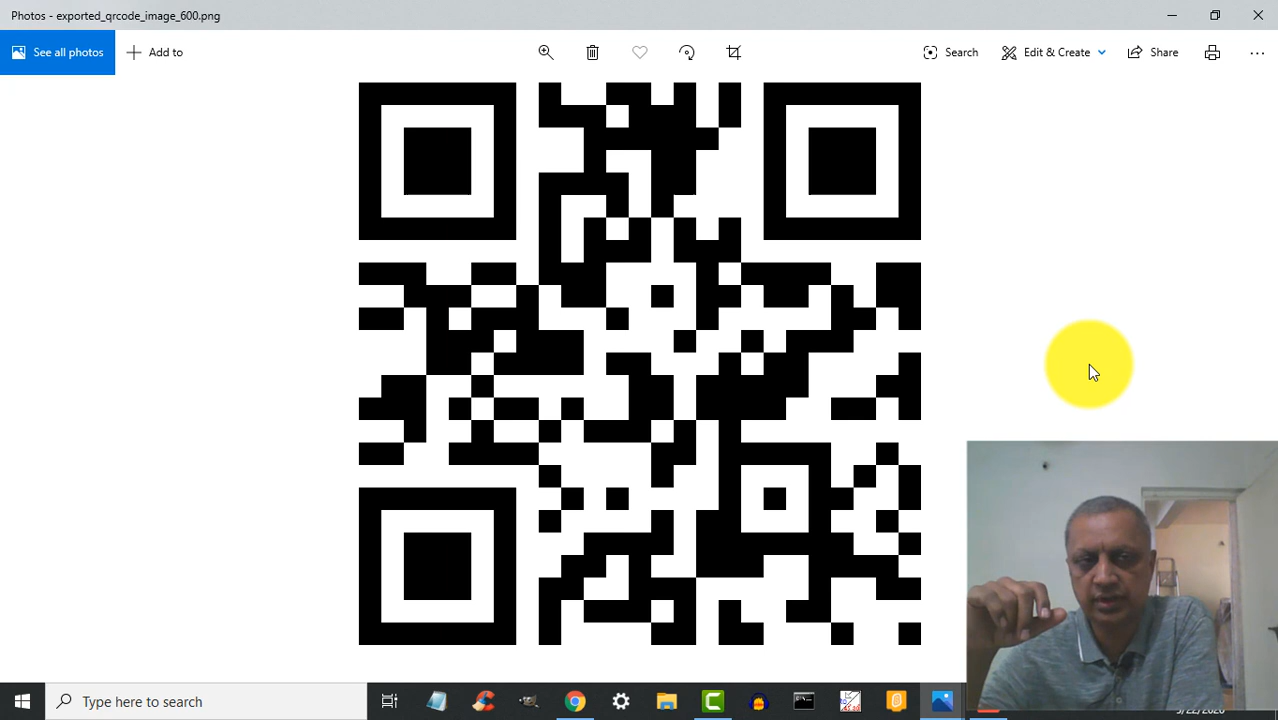 Photos - exported_qrcode_image_600.png
See all photos
Add to
Search
Edit & Create
Share
Type here to search